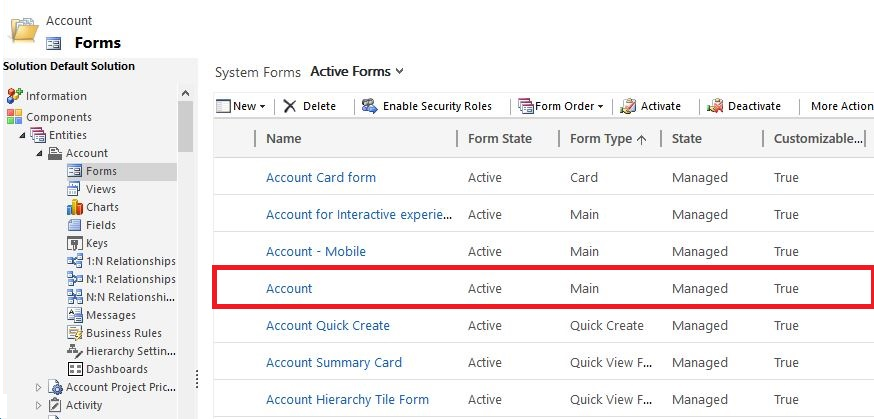 Account
Forms
Solution Default Solution
Information
Components
Entities
Account
Forms
Views
Charts
Fields
Keys
1:N Relationships
N:1 Relationships
N:N Relationshi...
Messages
Business Rules
Hierarchy Settin...
Dashboards
Account Project Pric...
Activity
System Forms Active Forms
New Delete Enable Security Roles Form Order Activate Deactivate More Action
Name Form State Form Type State Customizable...
Account Card form Active Card Managed True
Account for Interactive experie... Active Main Managed True
Account - Mobile Active Main Managed True
Account Active Main Managed True
Account Quick Create Active Quick Create Managed True
Account Summary Card Active Quick View F... Managed True
Account Hierarchy Tile Form Active Quick View F... Managed True